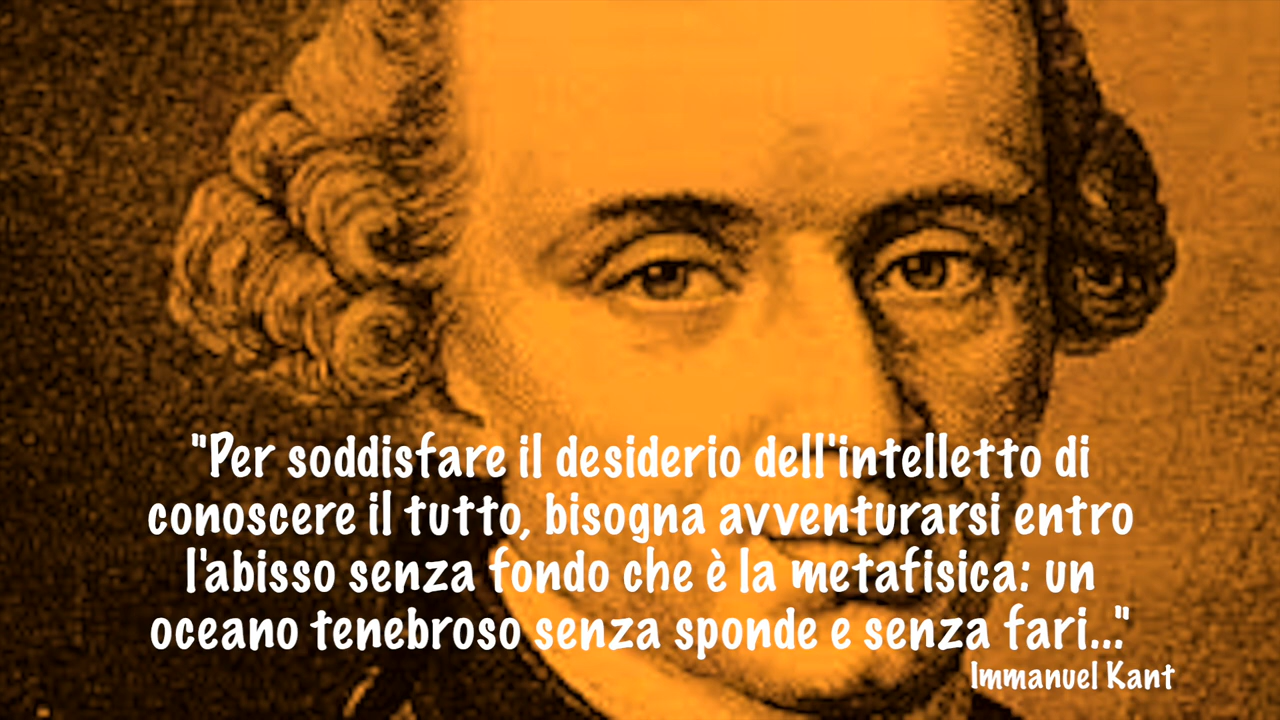 "Per soddisfare il desiderio dell'intelletto di
conoscere il tutto, bisogna avventurarsi entro
l'abisso senza fondo che è la metafisica: un
oceano tenebroso senza sponde e senza fari..."
Immanuel Kant